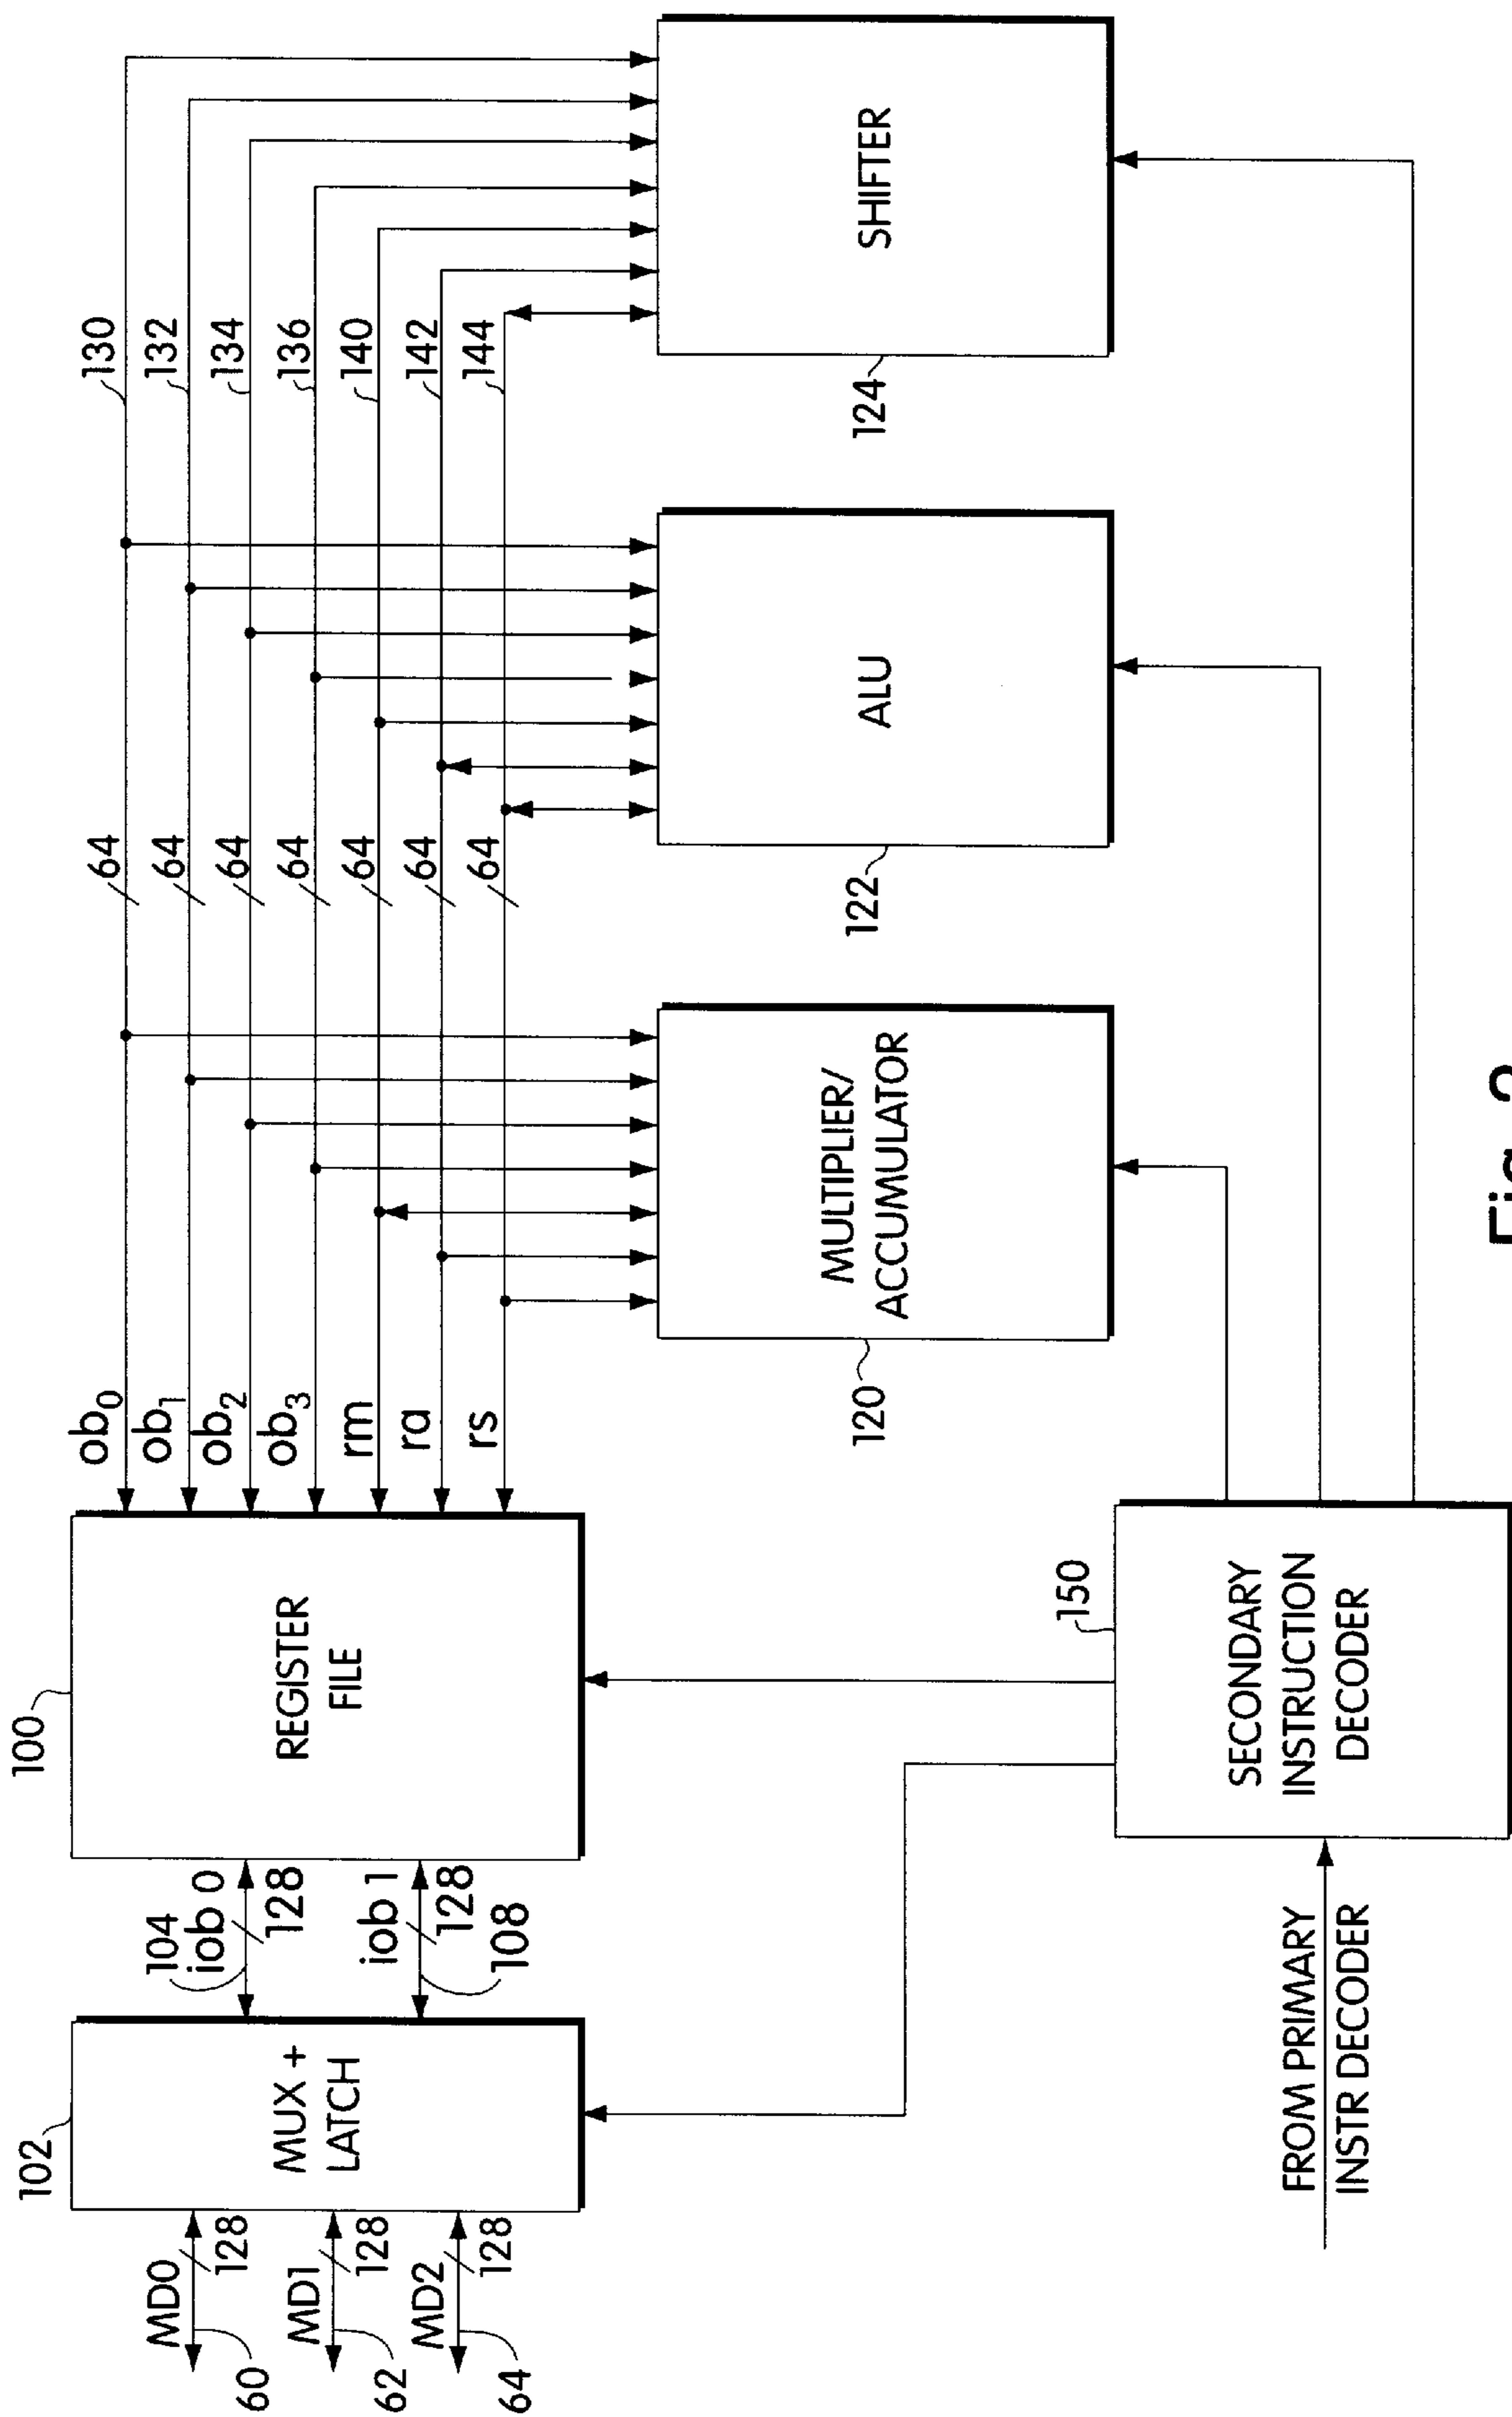 130
132
134
136
140
142
144
64
64
64
64
64
64
64
ob0
ob1
ob2
ob3
rm
ra
rs
100
REGISTER
FILE
104
iob 0
128
iob 1
128
108
102
MUX +
LATCH
MD0
128
60
MD1
128
62
MD2
128
64
MULTIPLIER/
ACCUMULATOR
120
ALU
122
SHIFTER
124
150
SECONDARY
INSTRUCTION
DECODER
FROM PRIMARY
INSTR DECODER